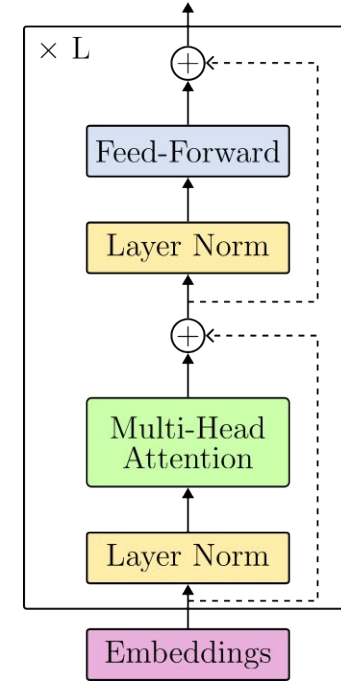 × L
+
Feed-Forward
Layer Norm
+
Multi-Head
Attention
Layer Norm
Embeddings